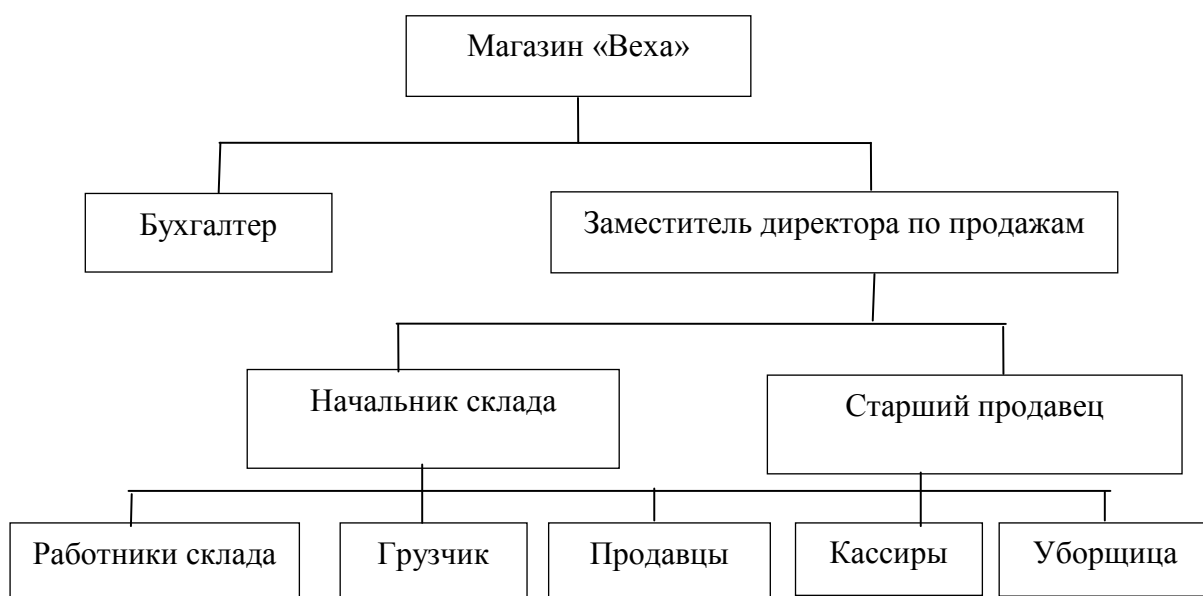 Магазин «Веха»
Бухгалтер
Заместитель директора по продажам
Начальник склада
Старший продавец
Работники склада
Грузчик
Продавцы
Кассиры
Уборщица